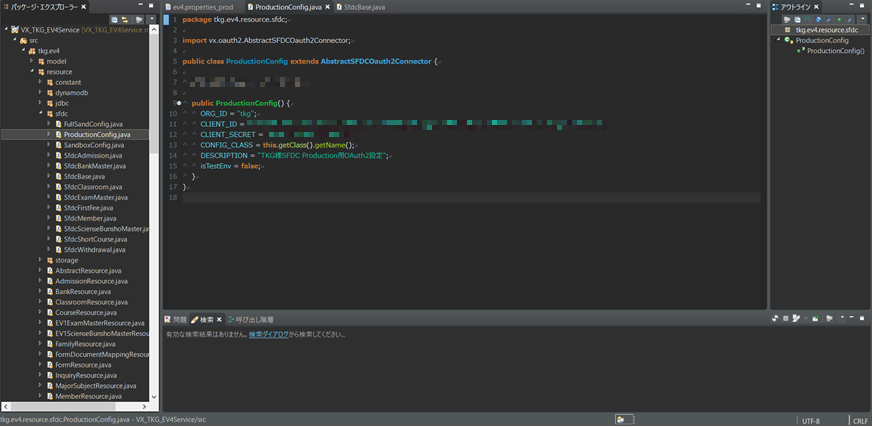 パッケージ・エクスプローラー
VX_TKG_EV4Service [VX_TKG_EV4Service
src
tkg.ev4
model
resource
constant
dynamodb
jdbc
sfdc
FullSandConfig.java
ProductionConfig.java
SandboxConfig.java
SfdcAdmission.java
SfdcBankMaster.java
SfdcBase.java
SfdcClassroom.java
SfdcExamMaster.java
SfdcFirstFee.java
SfdcMember.java
SfdcScienseBunshoMaster.ja
SfdcShortCourse.java
SfdcWithdrawal.java
storage
AbstractResource.java
AdmissionResource.java
BankResource.java
ClassroomResource.java
CourseResource.java
EV1ExamMasterResource.java
EV1ScienseBunshoMasterResou
FamilyResource.java
FormDocumentMappingResour
FormResource.java
InquiryResource.java
MajorSubjectResource.java
MemberResource.java
ev4.properties_prod
ProductionConfig.java
SfdcBase.java
1 package tkg.ev4.resource.sfdc;
2
3 import vx.oauth2.AbstractSFDCOauth2Connector;
4
5 public class ProductionConfig extends AbstractSFDCOauth2Connector {
6
7
8
9 public ProductionConfig() {
10 ORG_ID = "tkg";
11 CLIENT_ID =
12 CLIENT_SECRET =
13 CONFIG_CLASS = this.getClass().getName();
14 DESCRIPTION = "TKG様SFDC Production用OAuth2設定";
15 isTestEnv = false;
16 }
17 }
18
問題
検索
呼び出し階層
有効な検索結果はありません。検索ダイアログから検索してください...
アウトライン
tkg.ev4.resource.sfdc
ProductionConfig
ProductionConfig()
tkg.ev4.resource.sfdc.ProductionConfig.java - VX_TKG_EV4Service/src
UTF-8
CRLF